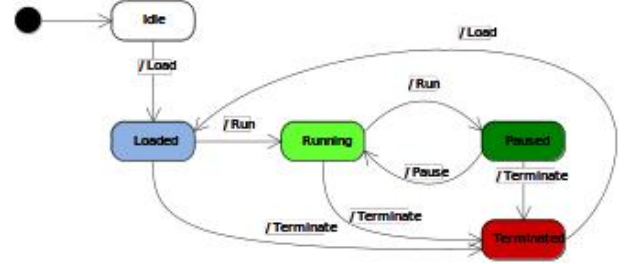 Idle
/ Load
/ Load
/ Run
Loaded
/ Run
Running
Paused
/ Pause
/ Terminate
/ Terminate
/ Terminate
Terminated